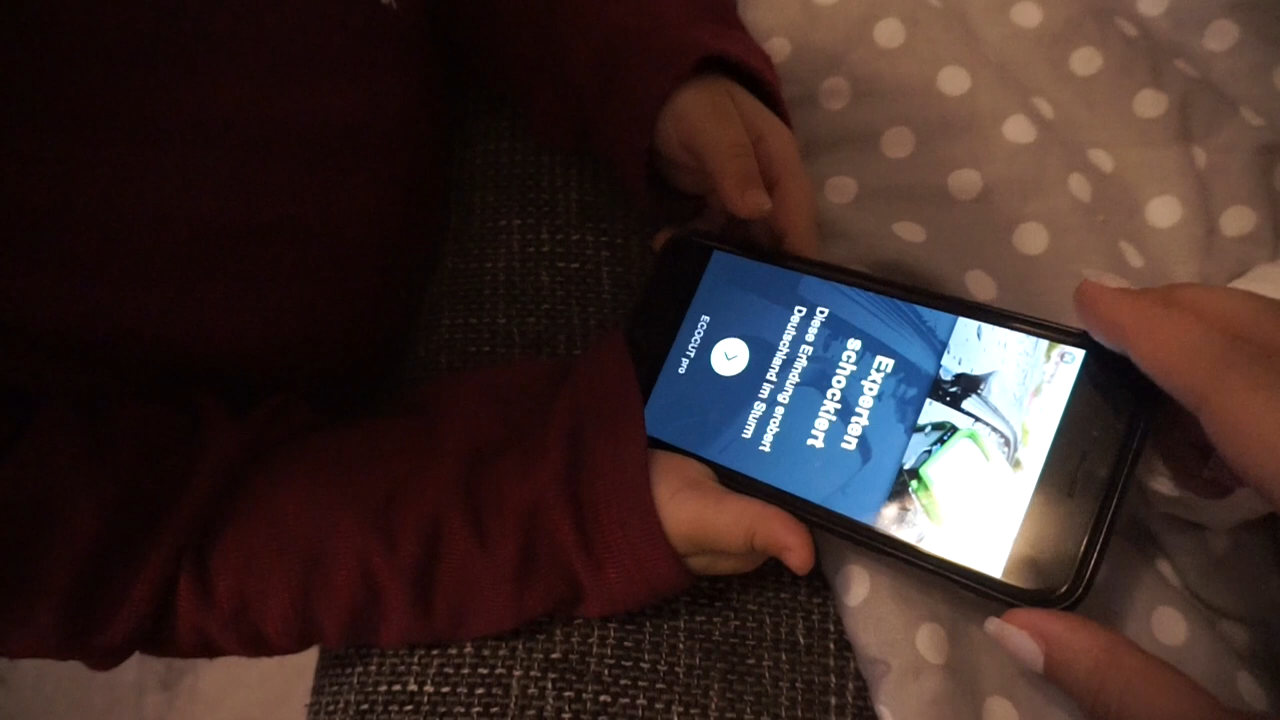 Experten
schockiert
Diese Erfindung erobert
Deutschland im Sturm
ECOCUT pro